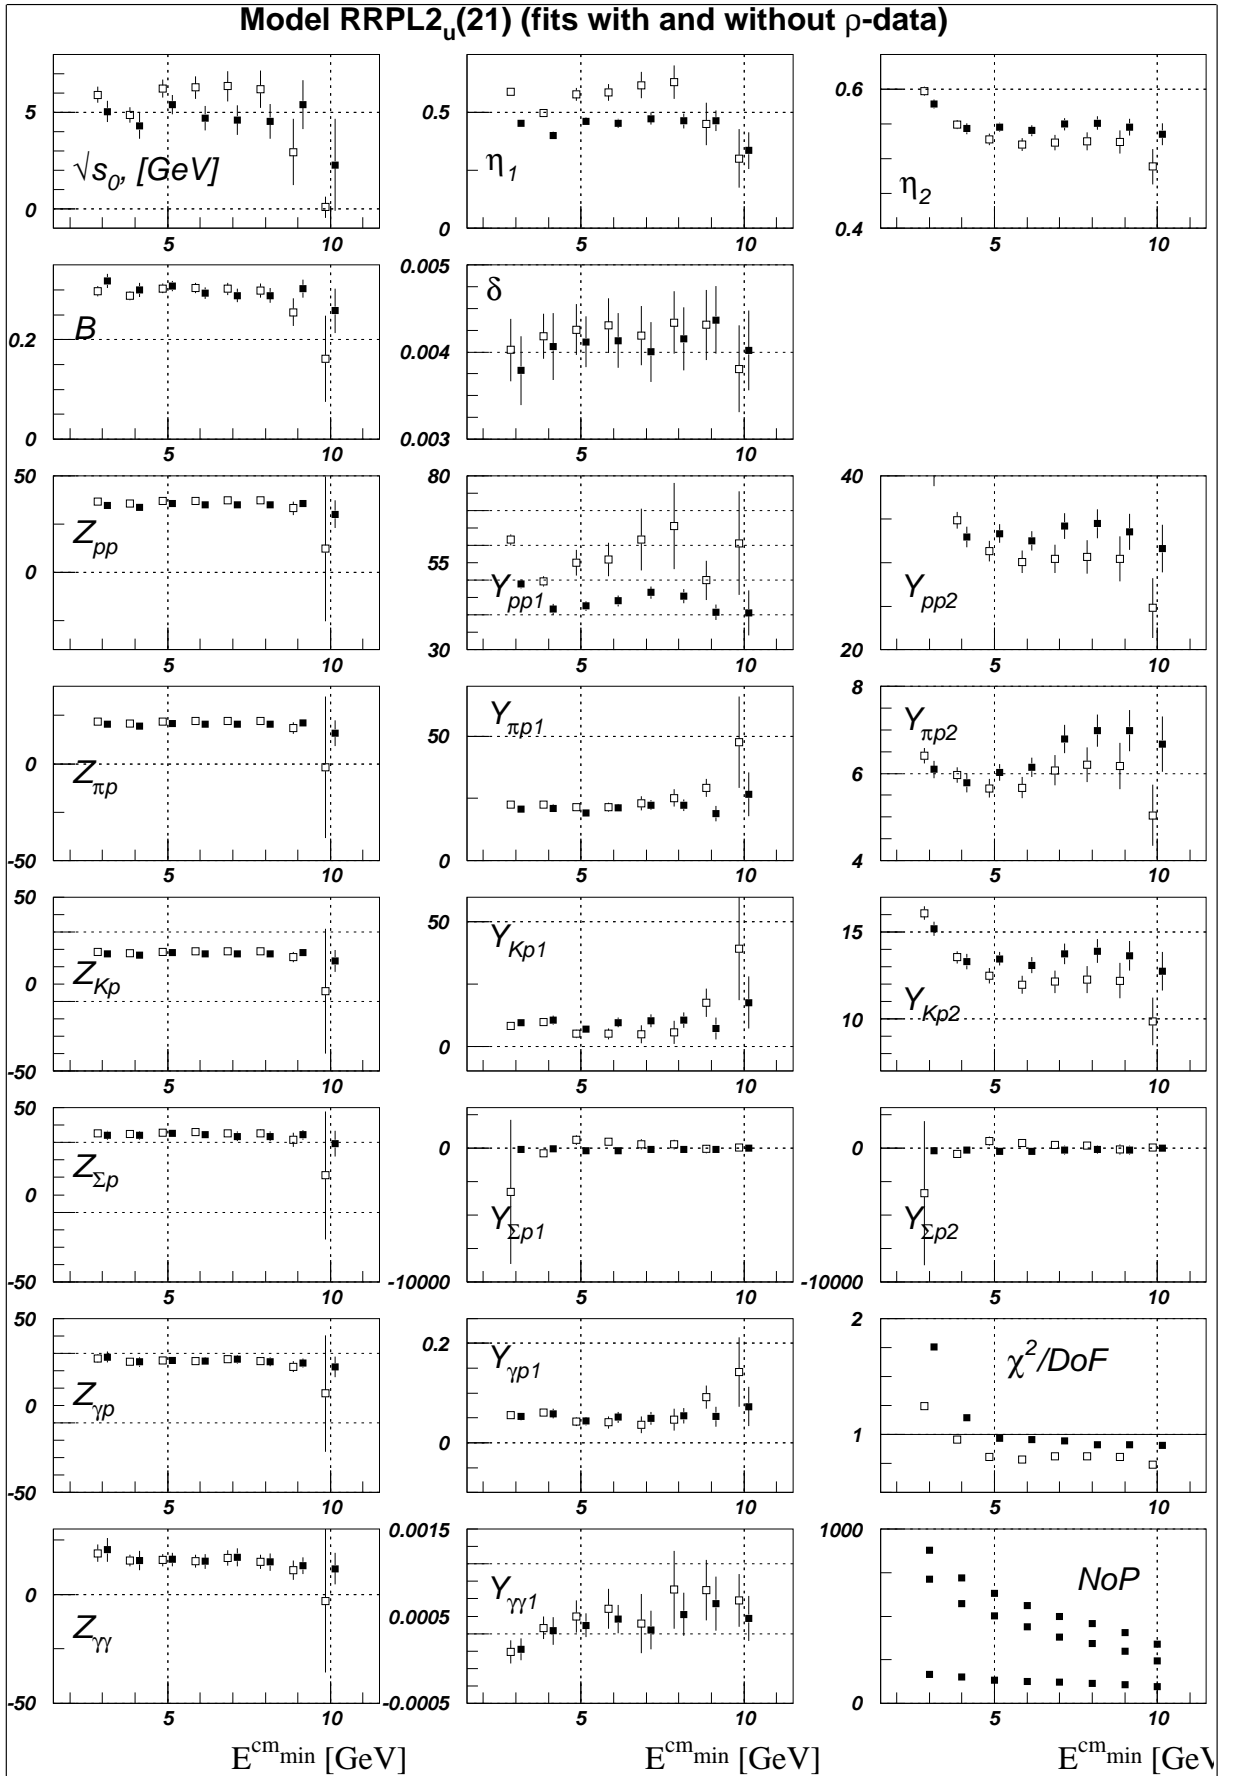 Model RRPL2u(21) (fits with and without ρ-data)
5
0
√s0, [GeV]
5 10
0.5
0
η1
5 10
0.6
0.4
η2
5 10
0.2
0
B
5 10
0.005
0.004
0.003
δ
5 10
50
0
Zpp
5 10
80
55
30
Ypp1
5 10
40
20
Ypp2
5 10
0
-50
Zπp
5 10
50
0
Yπp1
5 10
8
6
4
Yπp2
5 10
50
0
-50
ZKp
5 10
50
0
YKp1
5 10
15
10
YKp2
5 10
50
0
-50
ZΣp
5 10
0
-10000
YΣp1
5 10
0
-10000
YΣp2
5 10
50
0
-50
Zγp
5 10
0.2
0
Yγp1
5 10
2
1
χ2/DoF
5 10
0
-50
Zγγ
5 10
0.0015
0.0005
-0.0005
Yγγ1
5 10
1000
0
NoP
5 10
Ecmmin [GeV]
Ecmmin [GeV]
Ecmmin [GeV